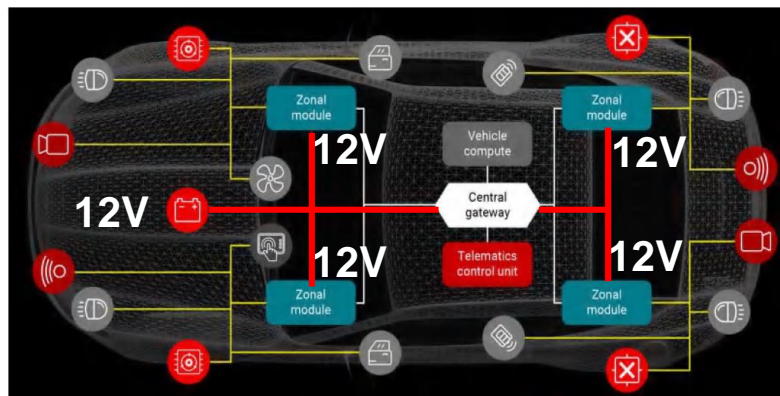 Zonal
module
Zonal
module
12V
Vehicle
compute
12V
12V
Central
gateway
12V
Telematics
control unit
12V
Zonal
module
Zonal
module